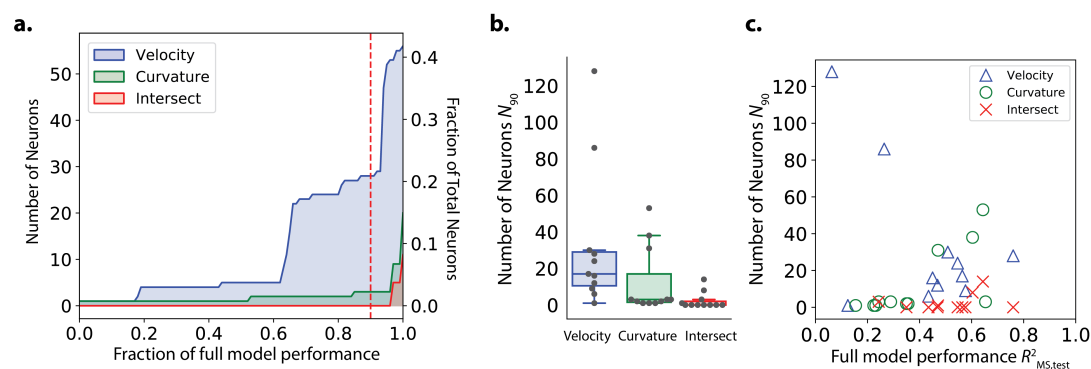 a.
Velocity
Curvature
Intersect
Number of Neurons
0
10
20
30
40
50
0.0
0.1
0.2
0.3
0.4
Fraction of Total Neurons
0.0
0.2
0.4
0.6
0.8
1.0
Fraction of full model performance
b.
Number of Neurons N90
0
20
40
60
80
100
120
Velocity
Curvature
Intersect
c.
Velocity
Curvature
Intersect
Number of Neurons N90
0
20
40
60
80
100
120
0.0
0.2
0.4
0.6
0.8
1.0
Full model performance R²MS,test